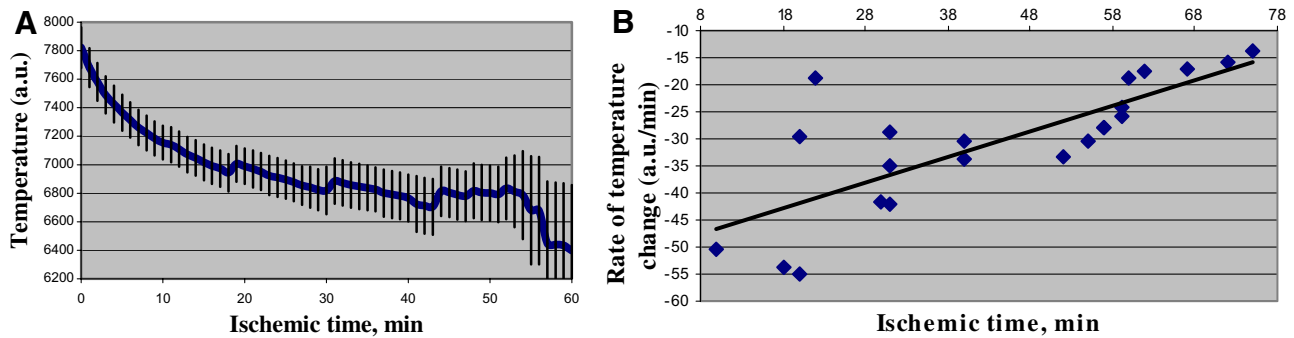 A
Temperature (a.u.)
8000
7800
7600
7400
7200
7000
6800
6600
6400
6200
0 10 20 30 40 50 60
Ischemic time, min
B
8 18 28 38 48 58 68 78
Rate of temperature
change (a.u./min)
-10
-15
-20
-25
-30
-35
-40
-45
-50
-55
-60
Ischemic time, min